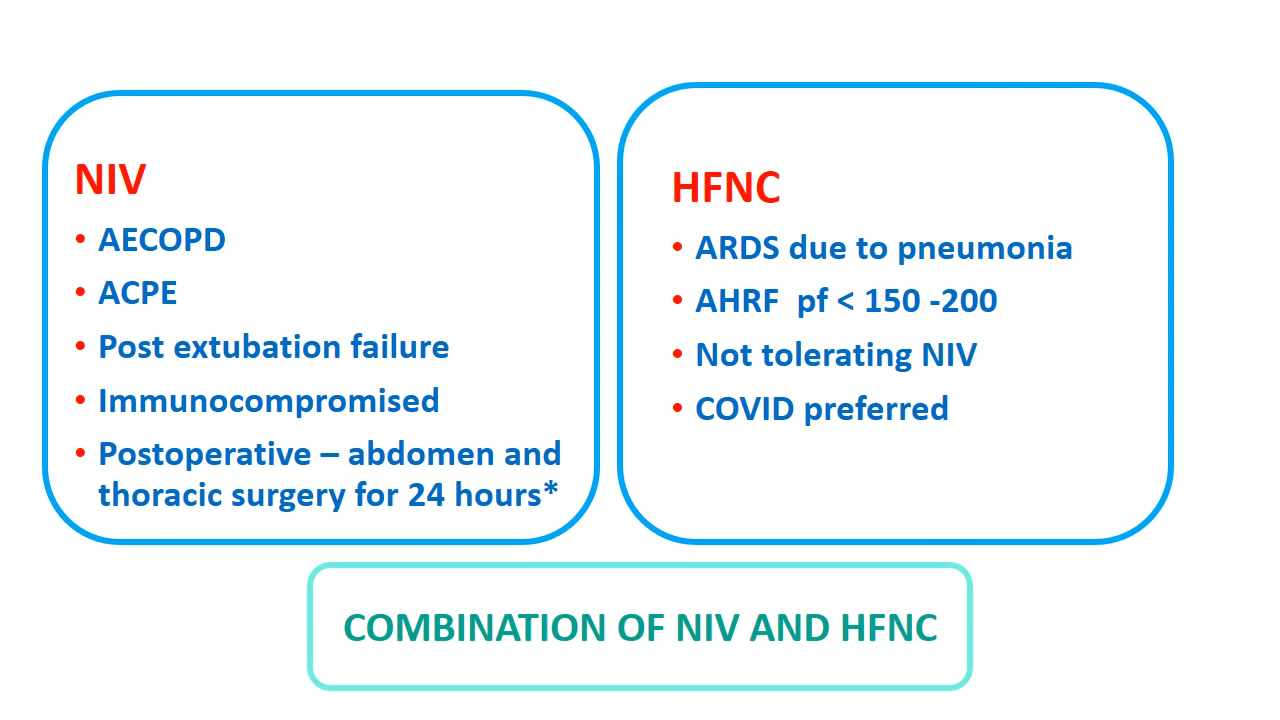 NIV
• AECOPD
• ACPE
• Post extubation failure
• Immunocompromised
• Postoperative – abdomen and
thoracic surgery for 24 hours*
HFNC
• ARDS due to pneumonia
• AHRF  pf < 150 -200
• Not tolerating NIV
• COVID preferred
COMBINATION OF NIV AND HFNC